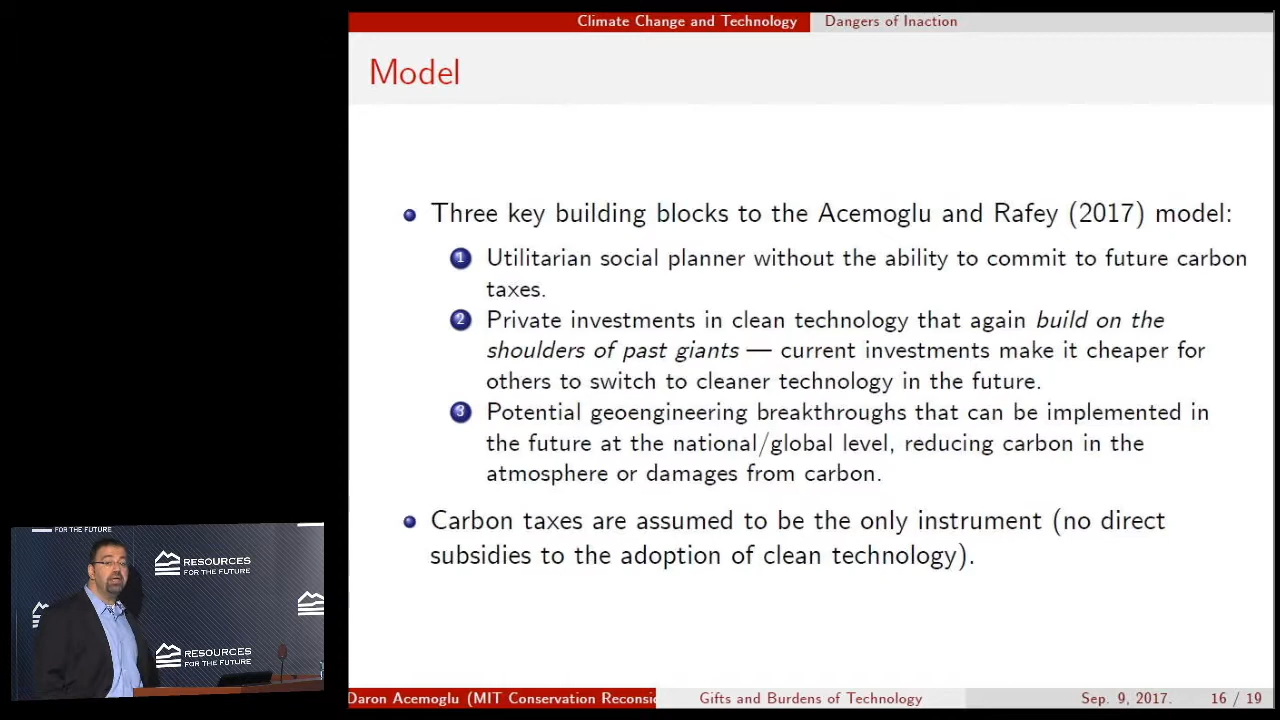 Climate Change and Technology Dangers of Inaction
Model
Three key building blocks to the Acemoglu and Rafey (2017) model:
1 Utilitarian social planner without the ability to commit to future carbon
taxes.
2 Private investments in clean technology that again build on the
shoulders of past giants — current investments make it cheaper for
others to switch to cleaner technology in the future.
3 Potential geoengineering breakthroughs that can be implemented in
the future at the national/global level, reducing carbon in the
atmosphere or damages from carbon.
Carbon taxes are assumed to be the only instrument (no direct
subsidies to the adoption of clean technology).
FOR THE FUTURE
RESOURCES
FOR THE FUTURE
RESOURCES
FOR THE FUTURE
Daron Acemoglu (MIT Conservation Reconsi Gifts and Burdens of Technology Sep. 9, 2017. 16 / 19